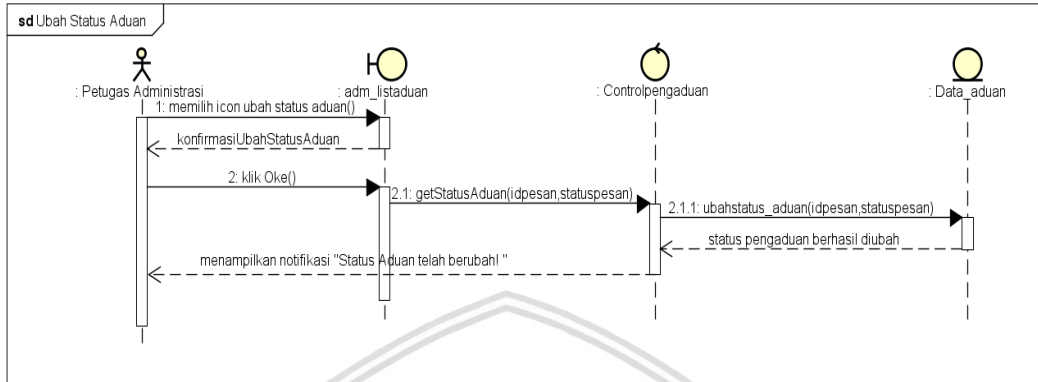 sd Ubah Status Aduan
: Petugas Administrasi
: adm_listaduan
: Controlpengaduan
: Data_aduan
1: memilih icon ubah status aduan()
konfirmasiUbahStatusAduan
2: klik Oke()
2.1: getStatusAduan(idpesan,statuspesan)
2.1.1: ubahstatus_aduan(idpesan,statuspesan)
status pengaduan berhasil diubah
menampilkan notifikasi "Status Aduan telah berubah! "